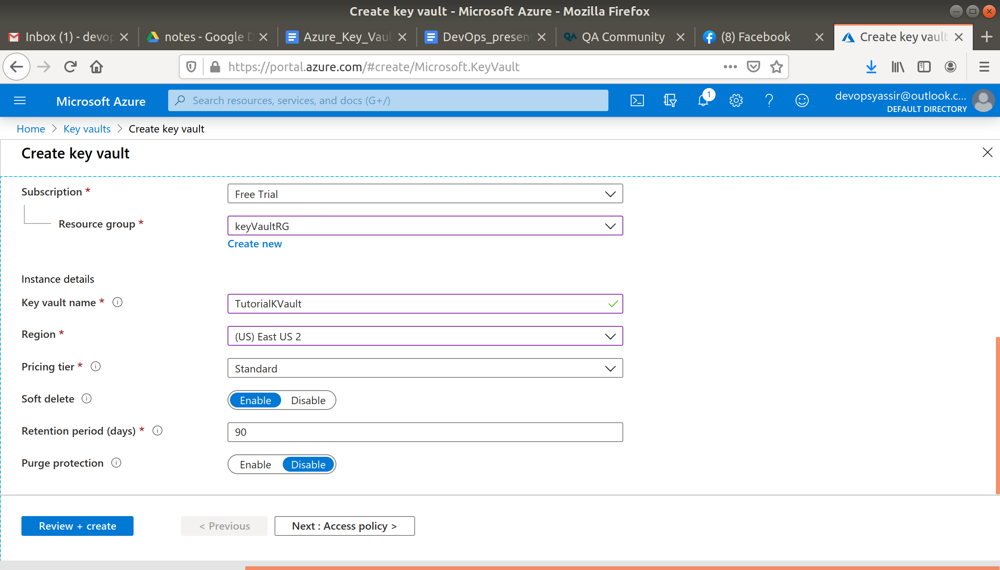 Create key vault - Microsoft Azure - Mozilla Firefox
Inbox (1) - devop
notes - Google D
Azure_Key_Vaul
DevOps_present
QA Community
(8) Facebook
Create key vault
https://portal.azure.com/#create/Microsoft.KeyVault
Microsoft Azure
Search resources, services, and docs (G+/)
1
devopsyassir@outlook.c...
DEFAULT DIRECTORY
Home > Key vaults > Create key vault
Create key vault
Subscription *
Free Trial
Resource group *
keyVaultRG
Create new
Instance details
Key vault name *
TutorialKVault
Region *
(US) East US 2
Pricing tier *
Standard
Soft delete
Enable Disable
Retention period (days) *
90
Purge protection
Enable Disable
Review + create
< Previous
Next : Access policy >